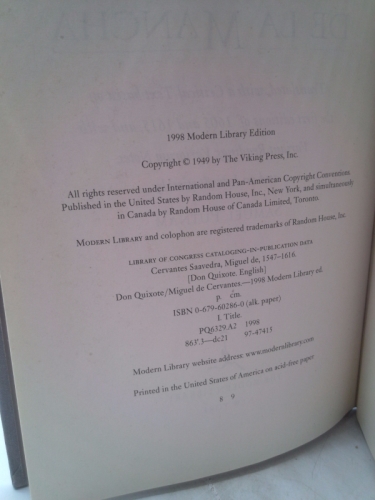 1998 Modern Library Edition
Copyright © 1949 by The Viking Press, Inc.
All rights reserved under International and Pan-American Copyright Conventions.
Published in the United States by Random House, Inc., New York, and simultaneously
in Canada by Random House of Canada Limited, Toronto.
MODERN LIBRARY and colophon are registered trademarks of Random House, Inc.
LIBRARY OF CONGRESS CATALOGING-IN-PUBLICATION DATA
Cervantes Saavedra, Miguel de, 1547–1616.
[Don Quixote. English]
Don Quixote/Miguel de Cervantes.—1998 Modern Library ed.
p. cm.
ISBN 0-679-60286-0 (alk. paper)
I. Title.
PQ6329.A2 1998
863'.3—dc21 97-47415
Modern Library website address: www.modernlibrary.com
Printed in the United States of America on acid-free paper
8 9